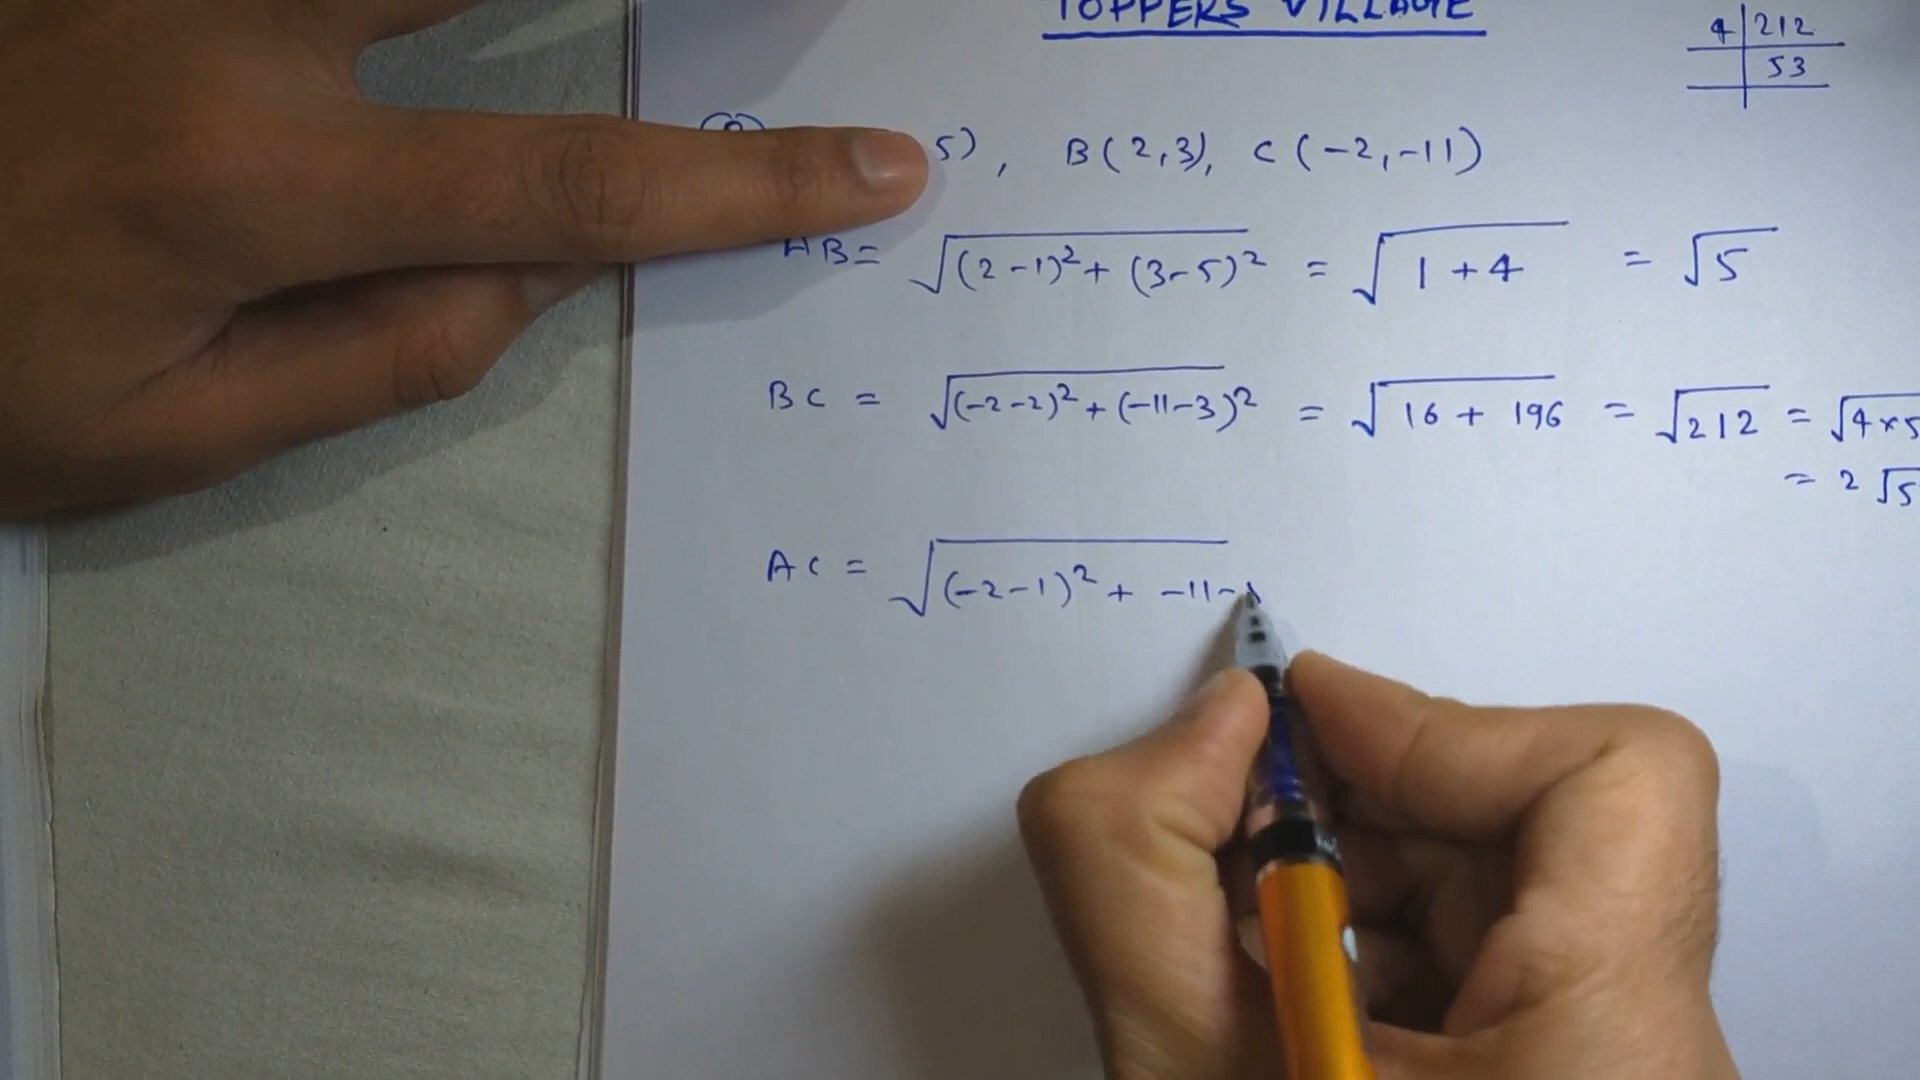 TOPPERS VILLAGE
4 | 212
53
5), B(2,3), C(-2,-11)
AB = √(2-1)² + (3-5)² = √1+4 = √5
BC = √(-2-2)² + (-11-3)² = √16 + 196 = √212 = √4×5
= 2√5
AC = √(-2-1)² + -11-